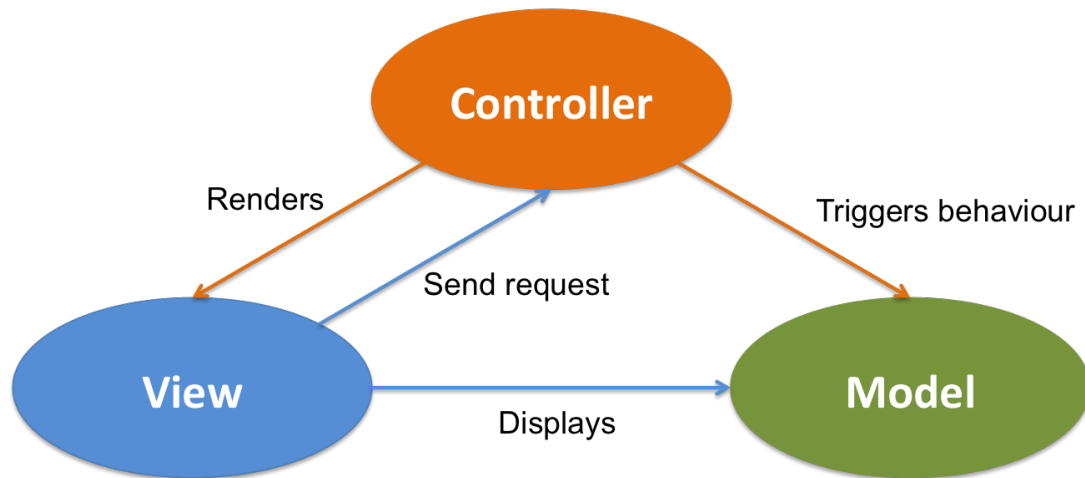 Controller
Renders
Triggers behaviour
Send request
View
Model
Displays